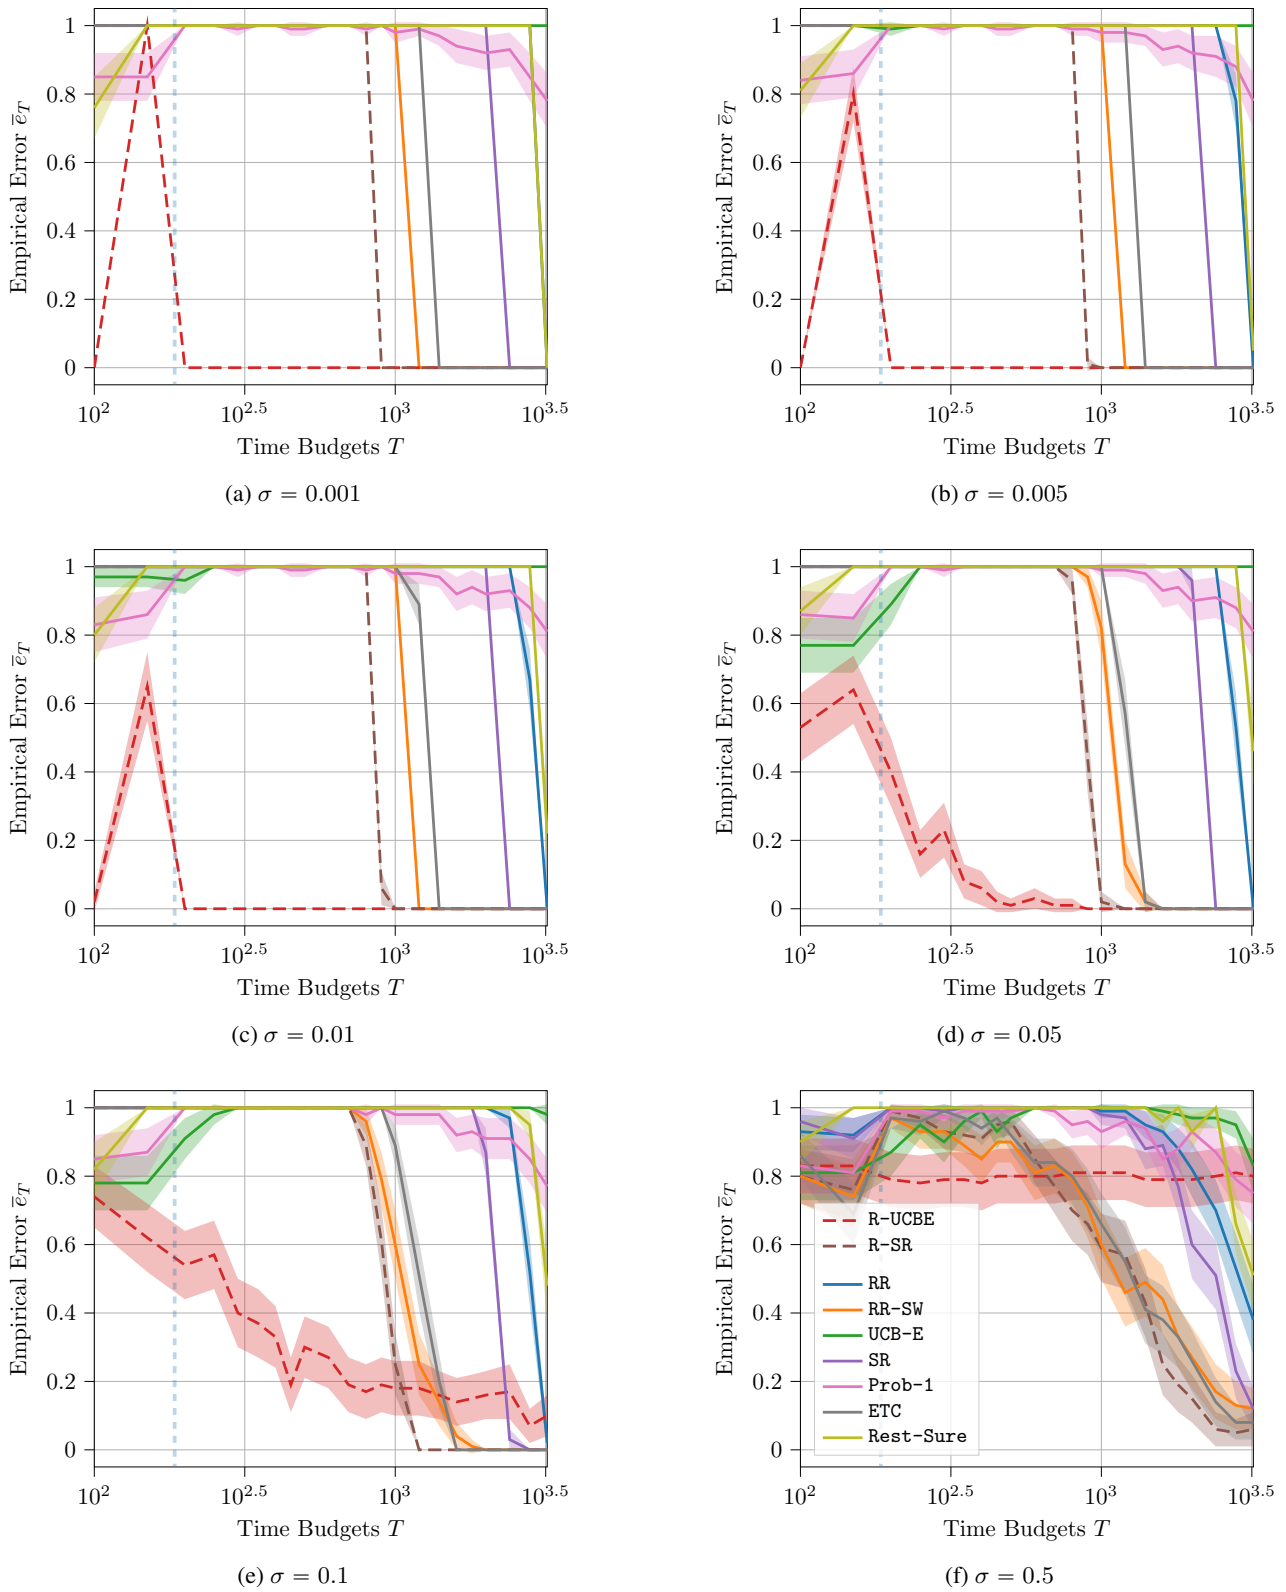 1
0.8
0.6
0.4
0.2
0
Empirical Error e̅_T
10^2
10^2.5
10^3
10^3.5
Time Budgets T
(a) σ = 0.001
1
0.8
0.6
0.4
0.2
0
Empirical Error e̅_T
10^2
10^2.5
10^3
10^3.5
Time Budgets T
(b) σ = 0.005
1
0.8
0.6
0.4
0.2
0
Empirical Error e̅_T
10^2
10^2.5
10^3
10^3.5
Time Budgets T
(c) σ = 0.01
1
0.8
0.6
0.4
0.2
0
Empirical Error e̅_T
10^2
10^2.5
10^3
10^3.5
Time Budgets T
(d) σ = 0.05
1
0.8
0.6
0.4
0.2
0
Empirical Error e̅_T
10^2
10^2.5
10^3
10^3.5
Time Budgets T
(e) σ = 0.1
1
0.8
0.6
0.4
0.2
0
Empirical Error e̅_T
R-UCBE
R-SR
RR
RR-SW
UCB-E
SR
Prob-1
ETC
Rest-Sure
10^2
10^2.5
10^3
10^3.5
Time Budgets T
(f) σ = 0.5